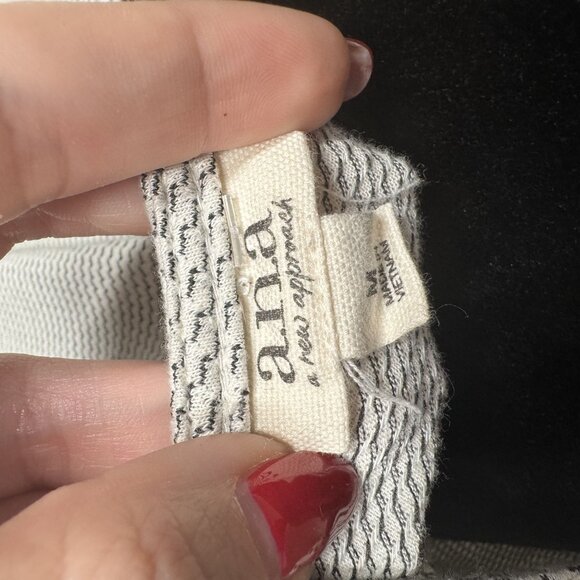 a.n.a
a new approach
M
MADE IN
VIETNAM